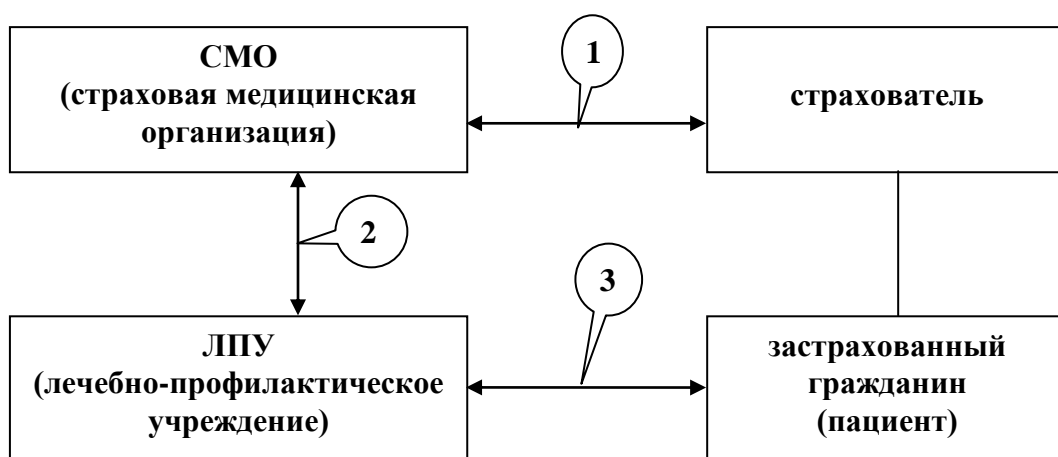 СМО
(страховая медицинская
организация)
1
страхователь
2
3
ЛПУ
(лечебно-профилактическое
учреждение)
застрахованный
гражданин
(пациент)